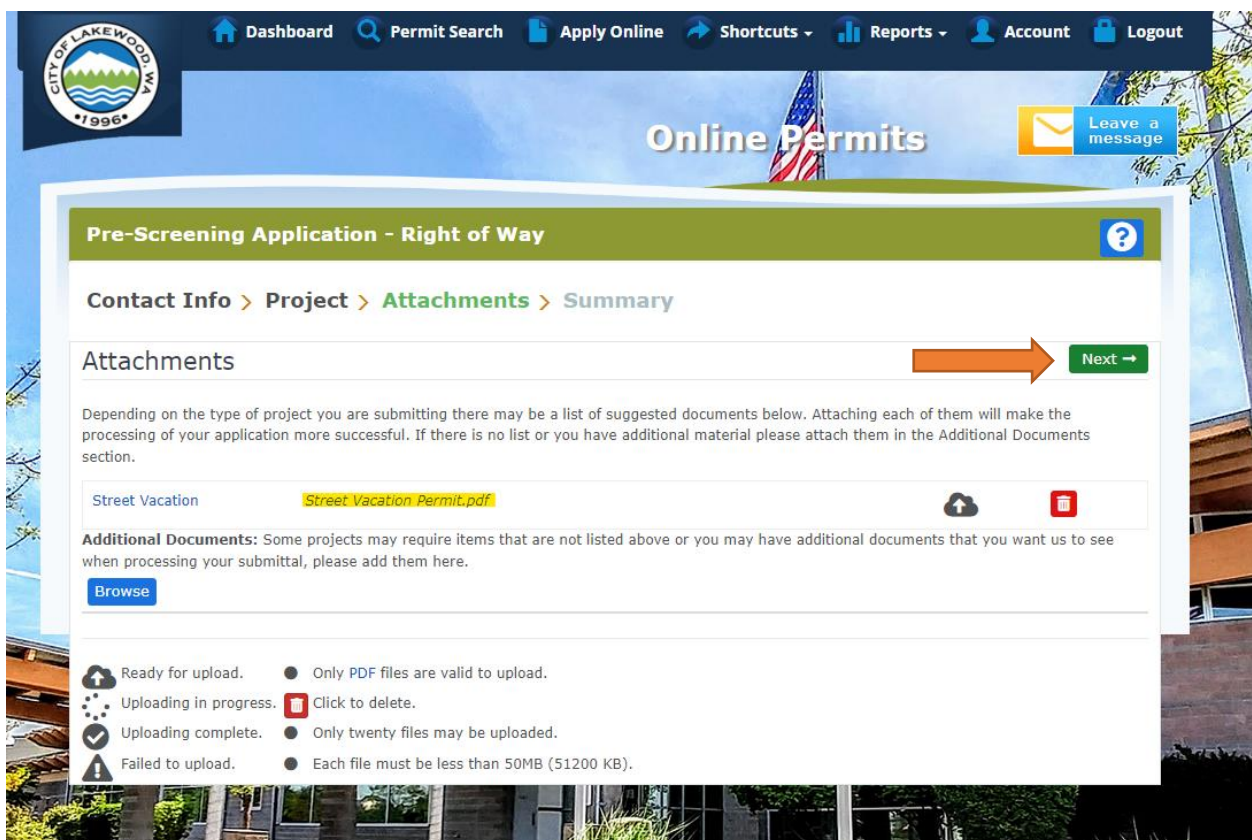 CITY OF LAKEWOOD, WA
1996
Dashboard Permit Search Apply Online Shortcuts Reports Account Logout
Online Permits
Leave a
message
Pre-Screening Application - Right of Way
?
Contact Info > Project > Attachments > Summary
Attachments
Next →
Depending on the type of project you are submitting there may be a list of suggested documents below. Attaching each of them will make the
processing of your application more successful. If there is no list or you have additional material please attach them in the Additional Documents
section.
Street Vacation Street Vacation Permit.pdf
Additional Documents: Some projects may require items that are not listed above or you may have additional documents that you want us to see
when processing your submittal, please add them here.
Browse
Ready for upload. ● Only PDF files are valid to upload.
Uploading in progress. Click to delete.
Uploading complete. ● Only twenty files may be uploaded.
Failed to upload. ● Each file must be less than 50MB (51200 KB).